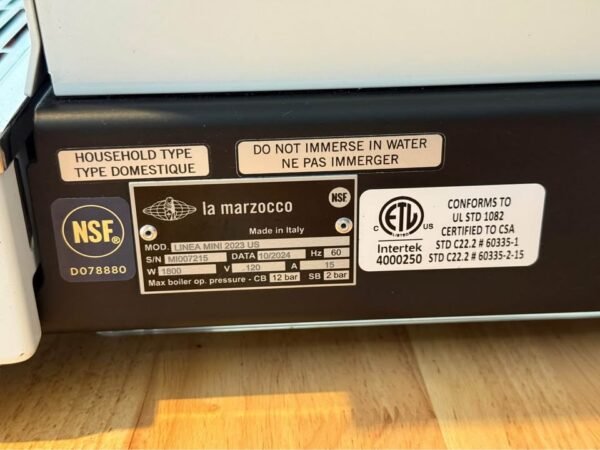 HOUSEHOLD TYPE
TYPE DOMESTIQUE
DO NOT IMMERSE IN WATER
NE PAS IMMERGER
NSF®
D078880
la marzocco
NSF
Made in Italy
MOD. LINEA MINI 2023 US
S/N. MI007215 DATA 10/2024 Hz 60
W 1800 V 120 A 15
Max boiler op. pressure - CB 12 bar SB 2 bar
C ETL US
Intertek
4000250
CONFORMS TO
UL STD 1082
CERTIFIED TO CSA
STD C22.2 # 60335-1
STD C22.2 # 60335-2-15